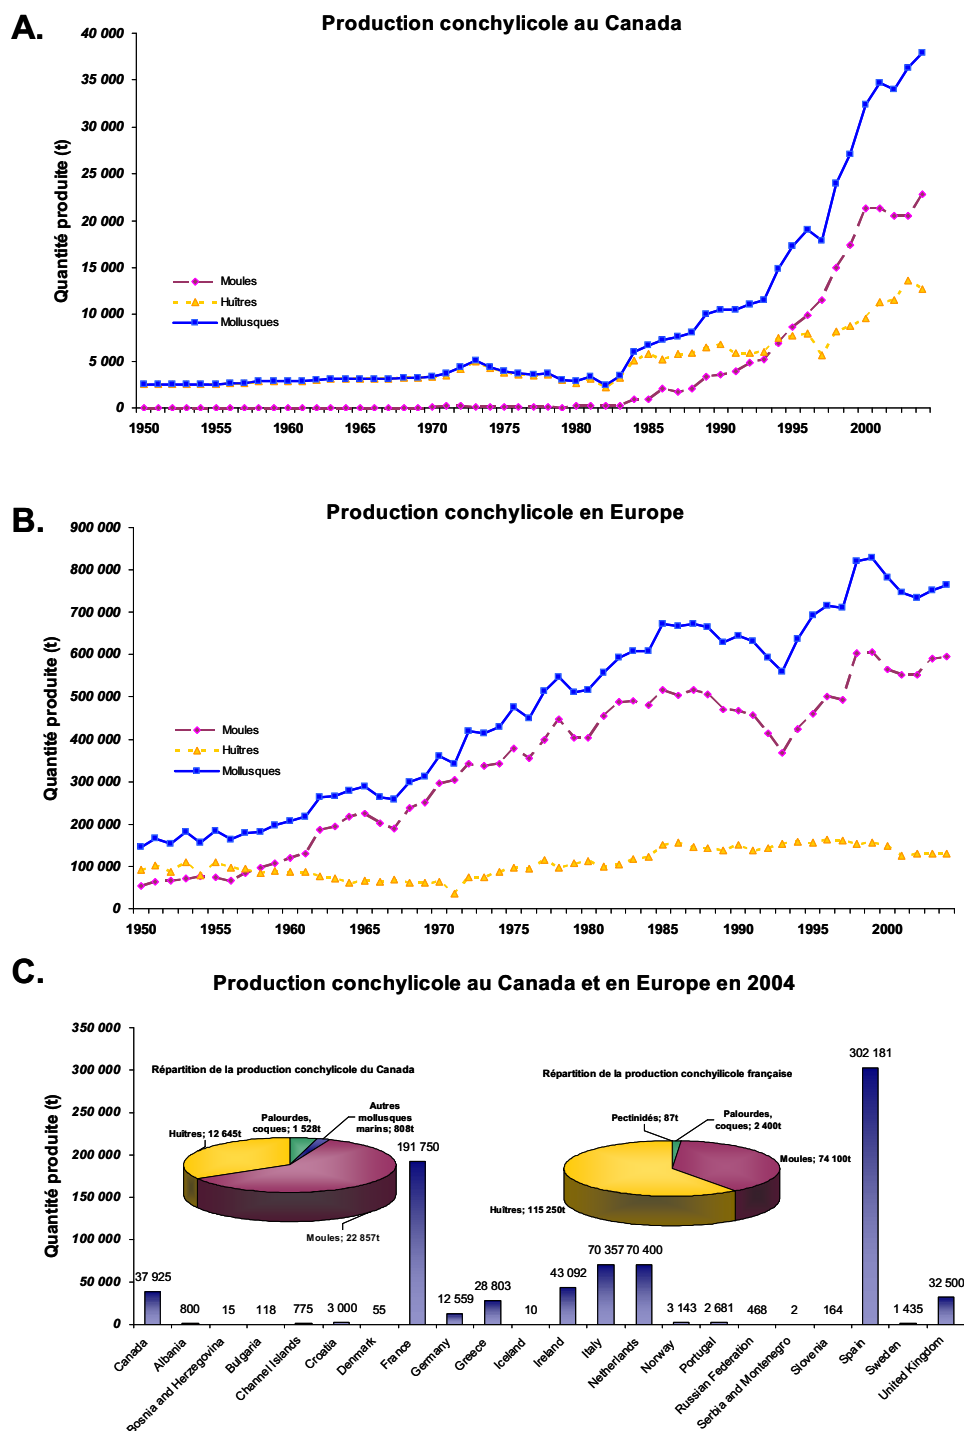 A.
Production conchylicole au Canada
Quantité produite (t)
40 000
35 000
30 000
25 000
20 000
15 000
10 000
5 000
0
Moules
Huîtres
Mollusques
1950 1955 1960 1965 1970 1975 1980 1985 1990 1995 2000
B.
Production conchylicole en Europe
Quantité produite (t)
900 000
800 000
700 000
600 000
500 000
400 000
300 000
200 000
100 000
0
Moules
Huîtres
Mollusques
1950 1955 1960 1965 1970 1975 1980 1985 1990 1995 2000
C.
Production conchylicole au Canada et en Europe en 2004
Quantité produite (t)
350 000
300 000
250 000
200 000
150 000
100 000
50 000
0
Répartition de la production conchylicole du Canada
Huîtres; 12 645t
Palourdes,
coques; 1 528t
Autres
mollusques
marins; 808t
Moules; 22 857t
Répartition de la production conchyilicole française
Pectinidés; 87t
Palourdes,
coques; 2 400t
Moules; 74 100t
Huîtres; 115 250t
37 925
800
15
118
775
3 000
55
191 750
12 559
28 803
10
43 092
70 357
70 400
3 143
2 681
468
2
164
302 181
1 435
32 500
Canada
Albania
Bosnia and Herzegovina
Bulgaria
Channel Islands
Croatia
Denmark
France
Germany
Greece
Iceland
Ireland
Italy
Netherlands
Norway
Portugal
Russian Federation
Serbia and Montenegro
Slovenia
Spain
Sweden
United Kingdom